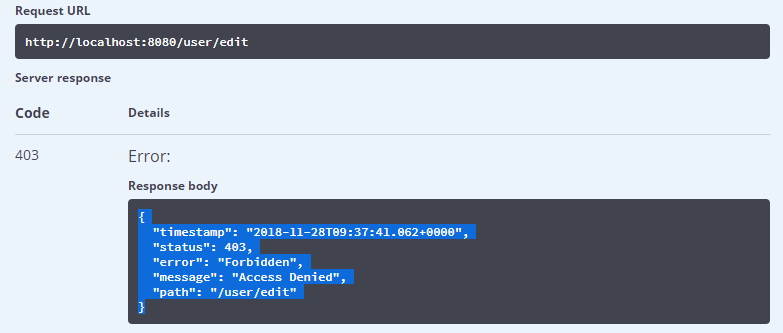 Request URL
http://localhost:8080/user/edit
Server response
Code Details
403 Error:
Response body
{
"timestamp": "2018-11-28T09:37:41.062+0000",
"status": 403,
"error": "Forbidden",
"message": "Access Denied",
"path": "/user/edit"
}